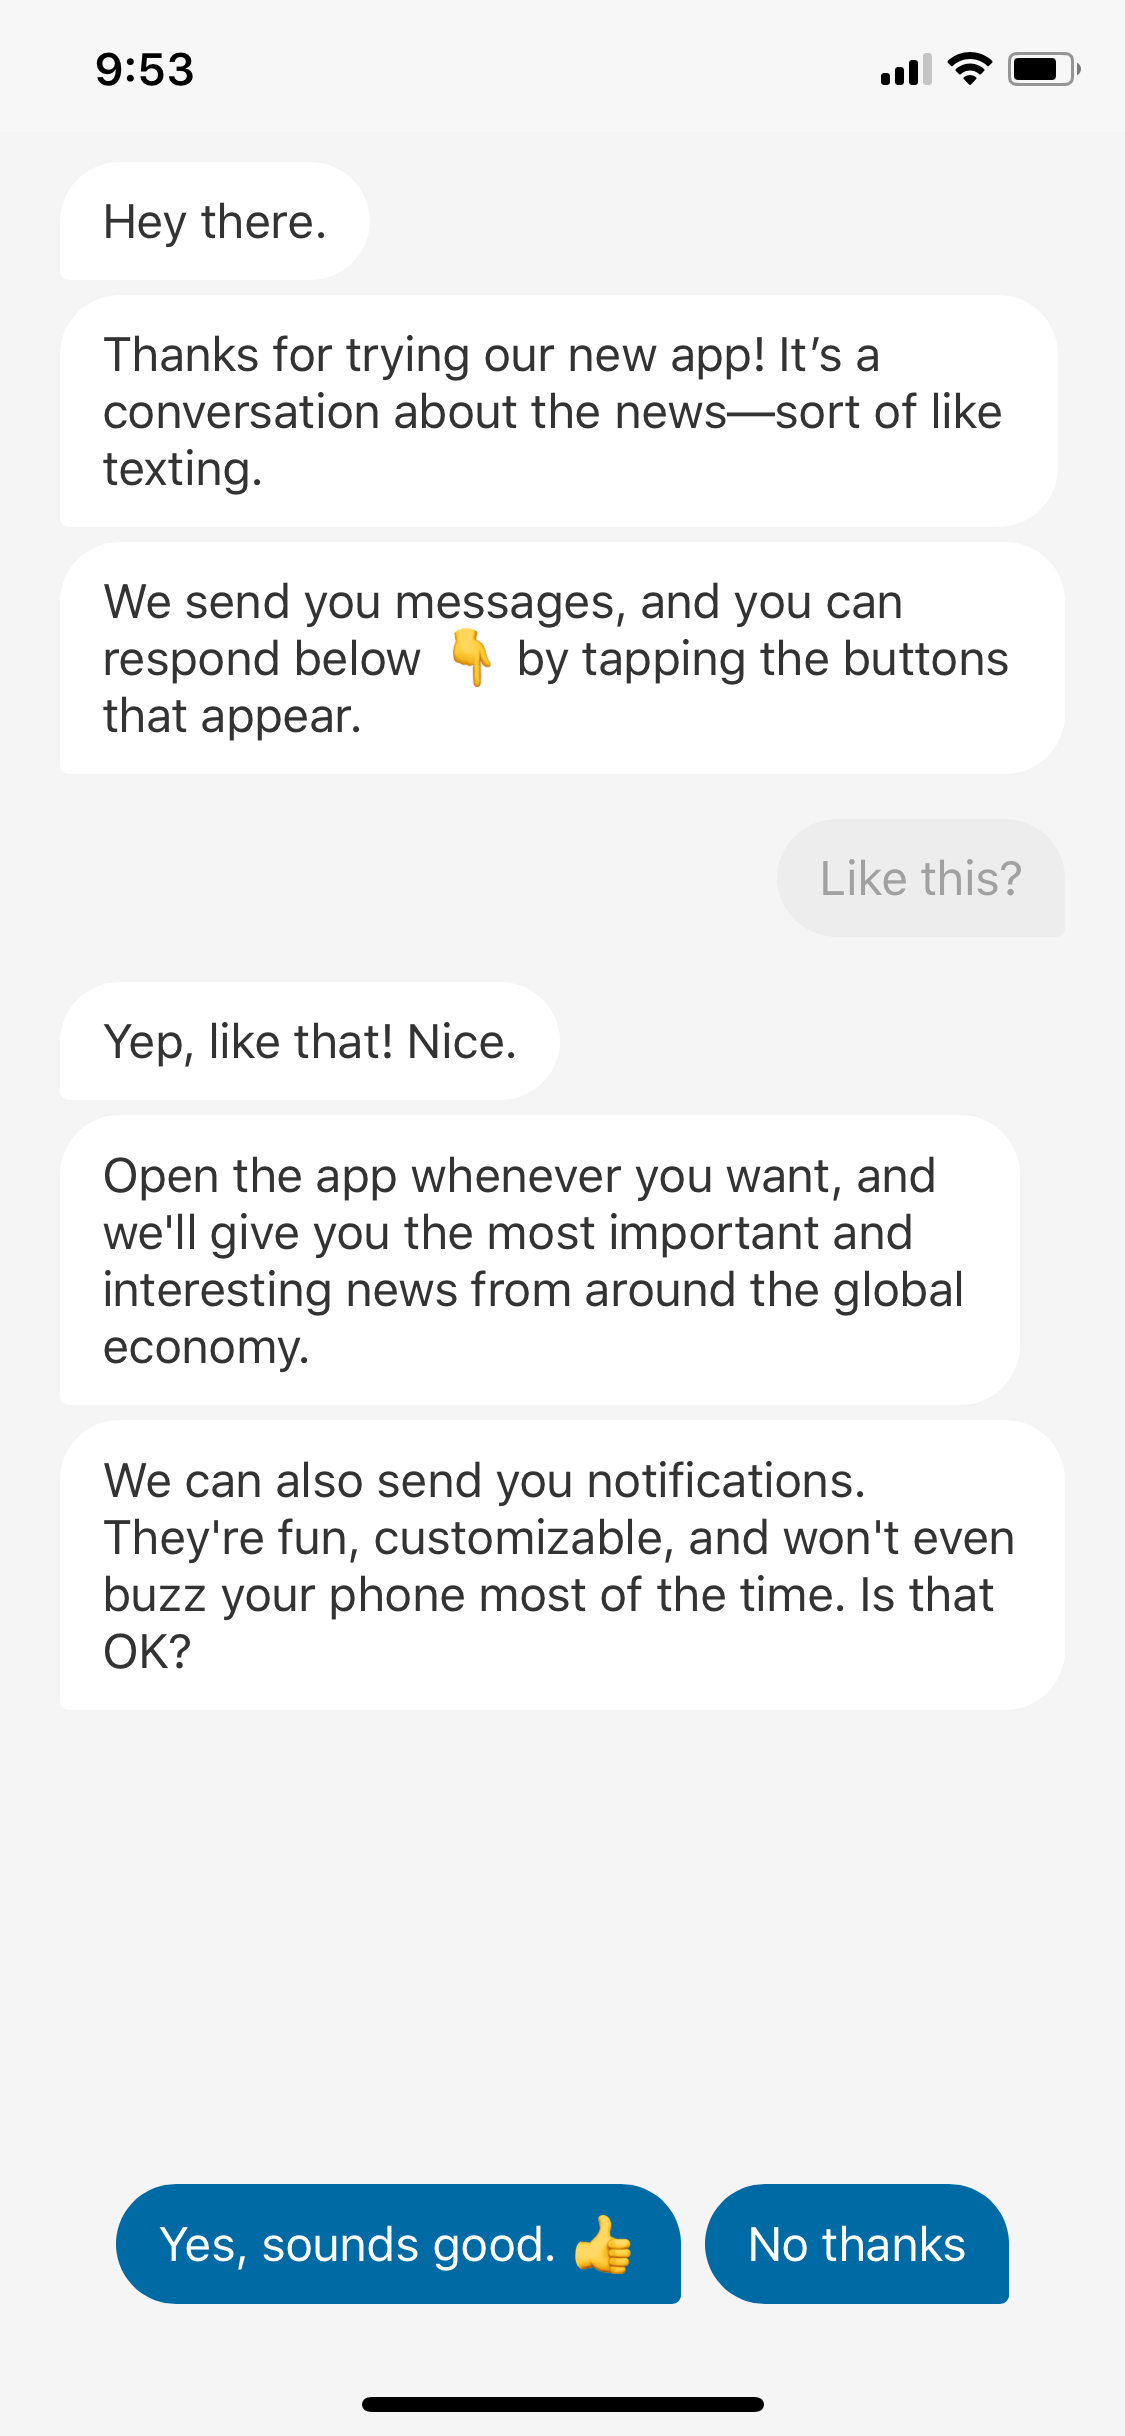 9:53
Hey there.
Thanks for trying our new app! It’s a
conversation about the news—sort of like
texting.
We send you messages, and you can
respond below 👇 by tapping the buttons
that appear.
Like this?
Yep, like that! Nice.
Open the app whenever you want, and
we'll give you the most important and
interesting news from around the global
economy.
We can also send you notifications.
They're fun, customizable, and won't even
buzz your phone most of the time. Is that
OK?
Yes, sounds good. 👍
No thanks